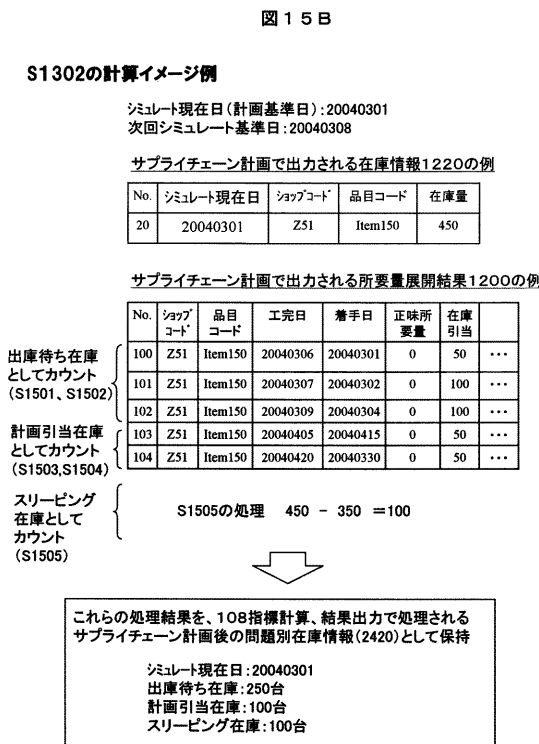 図１５Ｂ
S1302の計算イメージ例
シミュレート現在日(計画基準日):20040301
次回シミュレート基準日:20040308
サプライチェーン計画で出力される在庫情報1220の例
No. シミュレート現在日 ショップコード 品目コード 在庫量
20 20040301 Z51 Item150 450
サプライチェーン計画で出力される所要量展開結果1200の例
No. ショップコード 品目コード 工完日 着手日 正味所要量 在庫引当
100 Z51 Item150 20040306 20040301 0 50 …
101 Z51 Item150 20040307 20040302 0 100 …
102 Z51 Item150 20040309 20040304 0 100 …
103 Z51 Item150 20040405 20040415 0 50 …
104 Z51 Item150 20040420 20040330 0 50 …
出庫待ち在庫
としてカウント
(S1501、S1502)
計画引当在庫
としてカウント
(S1503,S1504)
スリーピング
在庫として
カウント
(S1505)
S1505の処理 450 － 350 ＝100
これらの処理結果を、108指標計算、結果出力で処理される
サプライチェーン計画後の問題別在庫情報(2420)として保持
シミュレート現在日:20040301
出庫待ち在庫:250台
計画引当在庫:100台
スリーピング在庫:100台